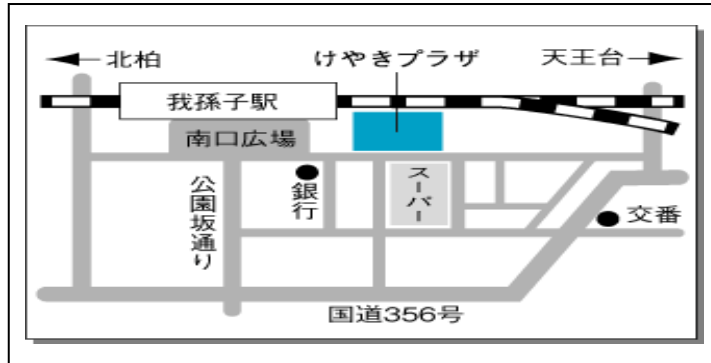 北柏
けやきプラザ
天王台
我孫子駅
南口広場
公園坂通り
銀行
スーパー
交番
国道356号